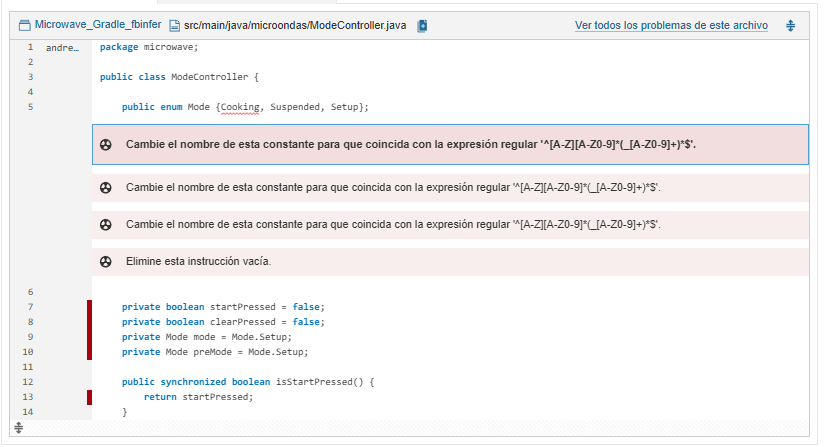 Microwave_Gradle_fbinfer src/main/java/microondas/ModeController.java Ver todos los problemas de este archivo
1 andre… package microwave;
2
3 public class ModeController {
4
5 public enum Mode {Cooking, Suspended, Setup};
Cambie el nombre de esta constante para que coincida con la expresión regular '^[A-Z][A-Z0-9]*(_[A-Z0-9]+)*$'.
Cambie el nombre de esta constante para que coincida con la expresión regular '^[A-Z][A-Z0-9]*(_[A-Z0-9]+)*$'.
Cambie el nombre de esta constante para que coincida con la expresión regular '^[A-Z][A-Z0-9]*(_[A-Z0-9]+)*$'.
Elimine esta instrucción vacía.
6
7 private boolean startPressed = false;
8 private boolean clearPressed = false;
9 private Mode mode = Mode.Setup;
10 private Mode preMode = Mode.Setup;
11
12 public synchronized boolean isStartPressed() {
13 return startPressed;
14 }